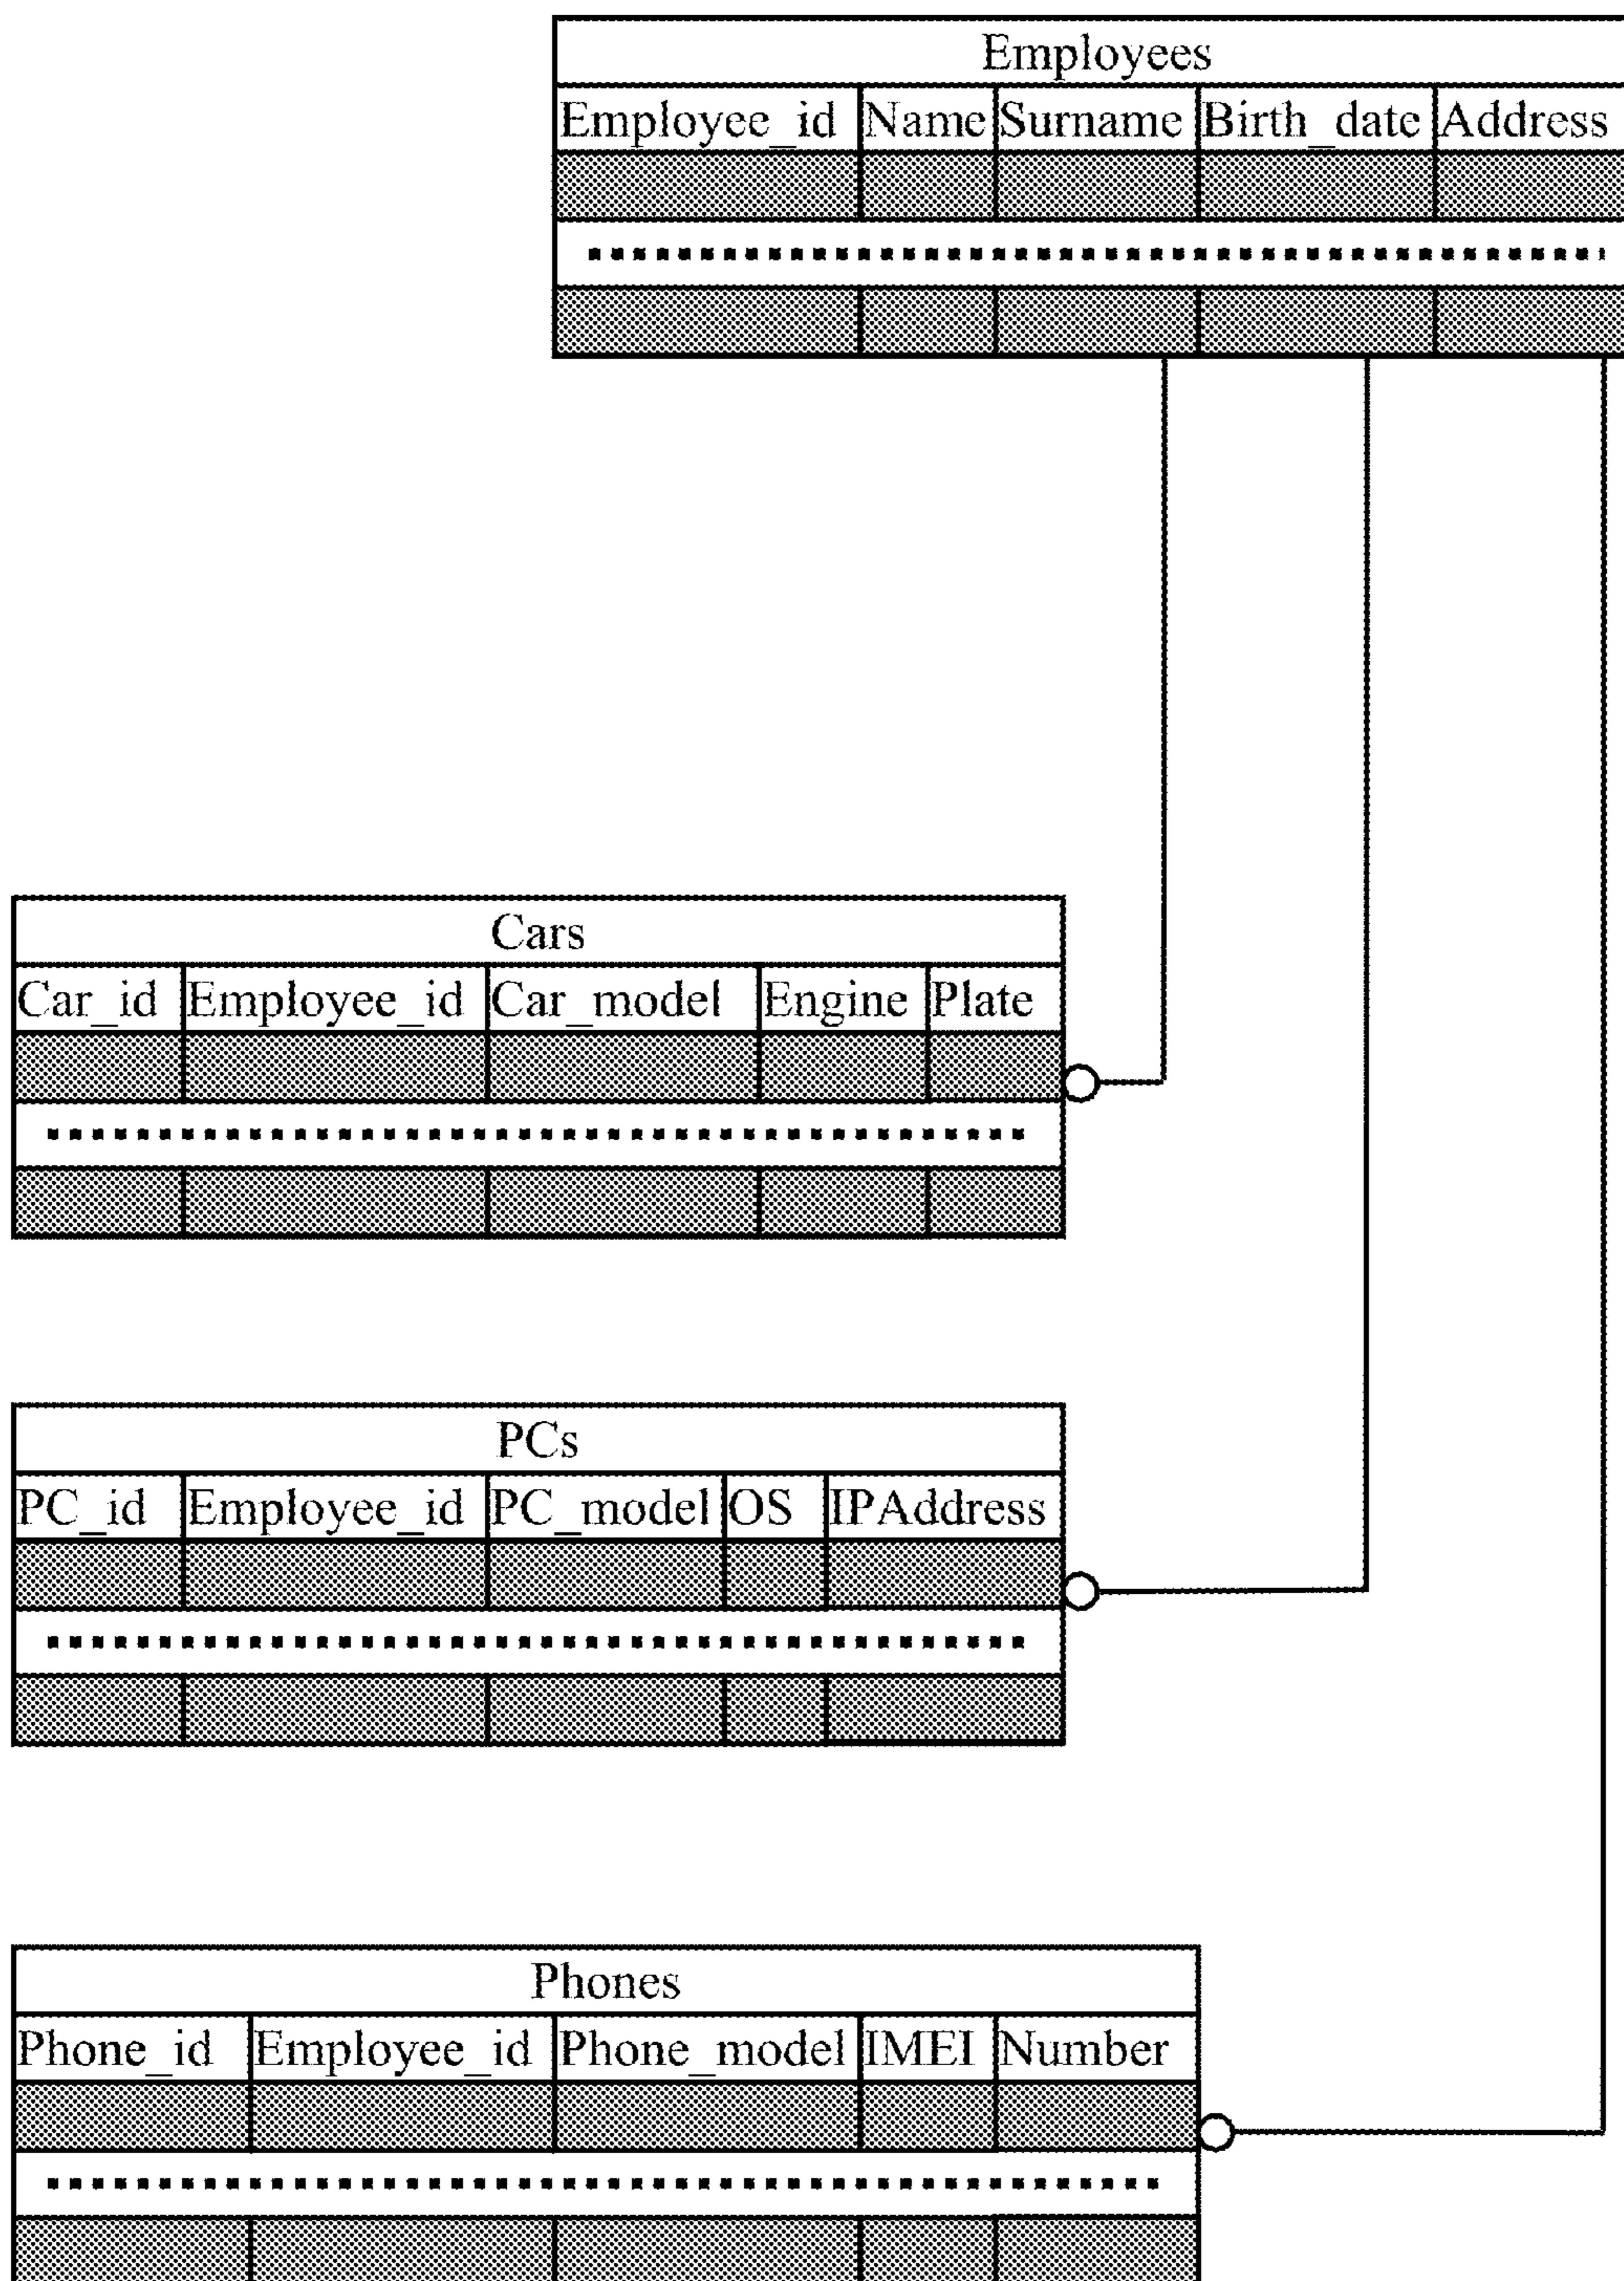 Employees
Employee_id Name Surname Birth_date Address
Cars
Car_id Employee_id Car_model Engine Plate
PCs
PC_id Employee_id PC_model OS IPAddress
Phones
Phone_id Employee_id Phone_model IMEI Number